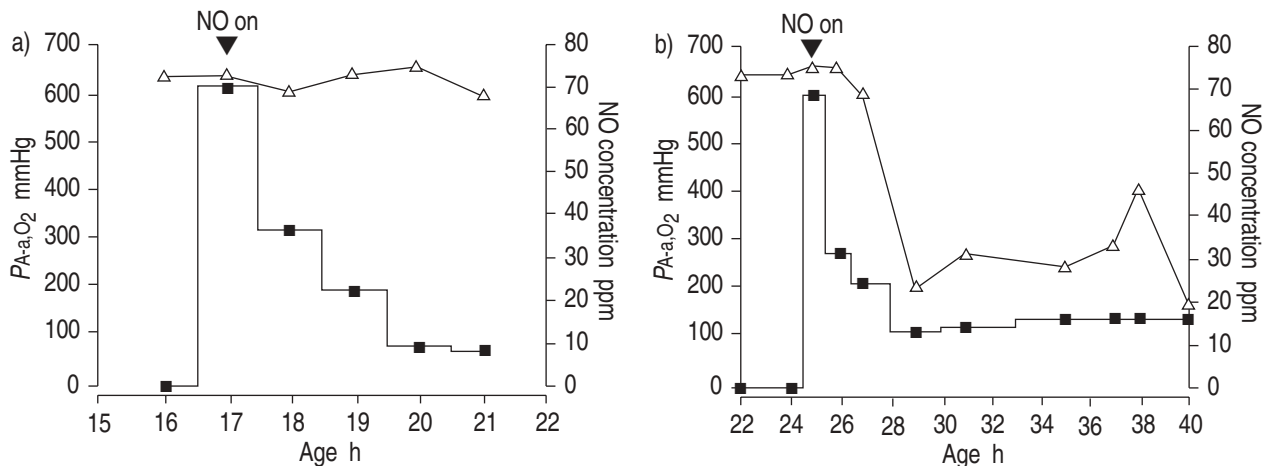 a)
NO on
700
600
500
400
300
200
100
0
PA-a,O2 mmHg
80
70
60
50
40
30
20
10
0
NO concentration ppm
15 16 17 18 19 20 21 22
Age h
b)
NO on
700
600
500
400
300
200
100
0
PA-a,O2 mmHg
80
70
60
50
40
30
20
10
0
NO concentration ppm
22 24 26 28 30 32 34 36 38 40
Age h